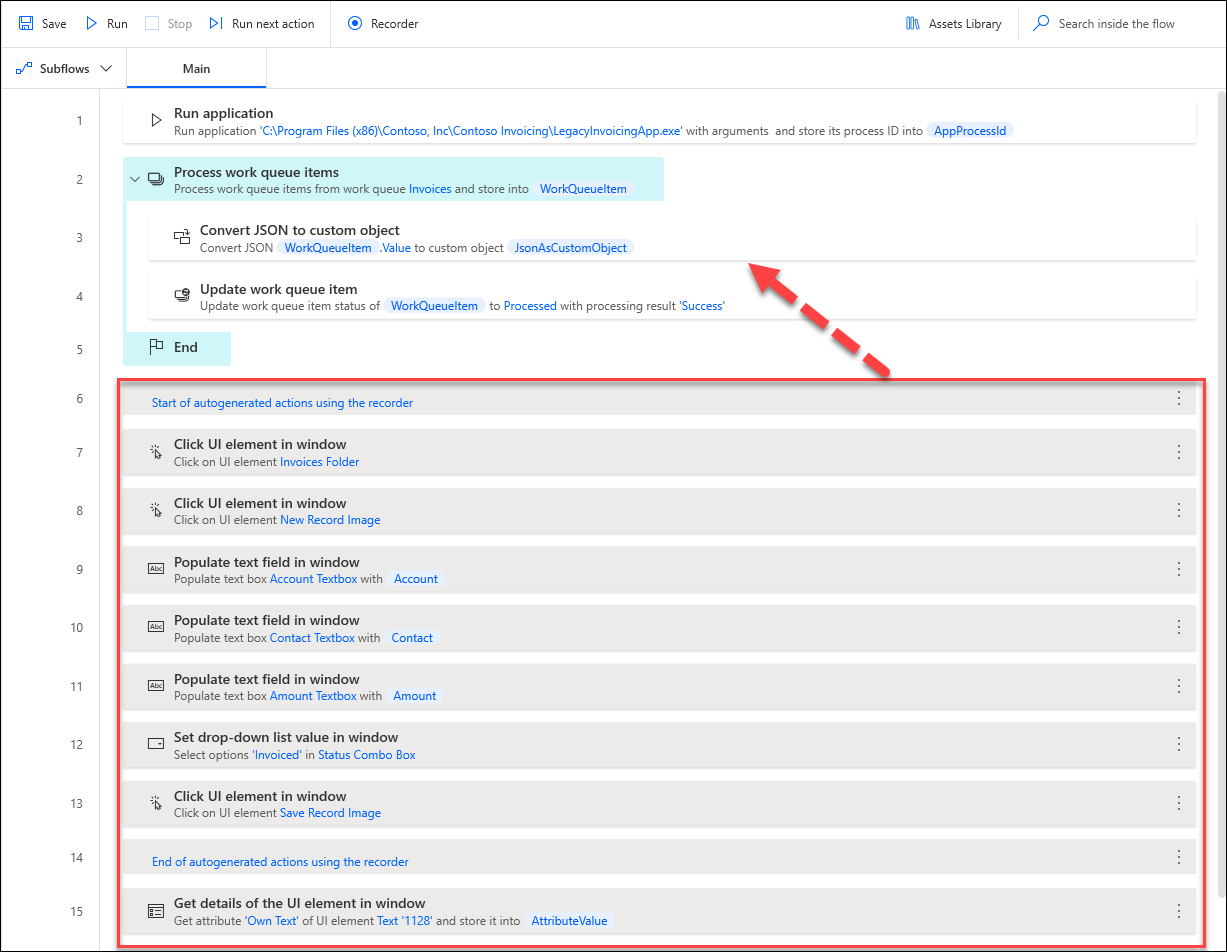 Save Run Stop Run next action Recorder Assets Library Search inside the flow
Subflows Main
1 Run application
Run application 'C:\Program Files (x86)\Contoso, Inc\Contoso Invoicing\LegacyInvoicingApp.exe' with arguments and store its process ID into AppProcessId
2 Process work queue items
Process work queue items from work queue Invoices and store into WorkQueueItem
3 Convert JSON to custom object
Convert JSON WorkQueueItem .Value to custom object JsonAsCustomObject
4 Update work queue item
Update work queue item status of WorkQueueItem to Processed with processing result 'Success'
5 End
6 Start of autogenerated actions using the recorder
7 Click UI element in window
Click on UI element Invoices Folder
8 Click UI element in window
Click on UI element New Record Image
9 Populate text field in window
Abc Populate text box Account Textbox with Account
10 Populate text field in window
Abc Populate text box Contact Textbox with Contact
11 Populate text field in window
Abc Populate text box Amount Textbox with Amount
12 Set drop-down list value in window
Select options 'Invoiced' in Status Combo Box
13 Click UI element in window
Click on UI element Save Record Image
14 End of autogenerated actions using the recorder
15 Get details of the UI element in window
Get attribute 'Own Text' of UI element Text '1128' and store it into AttributeValue